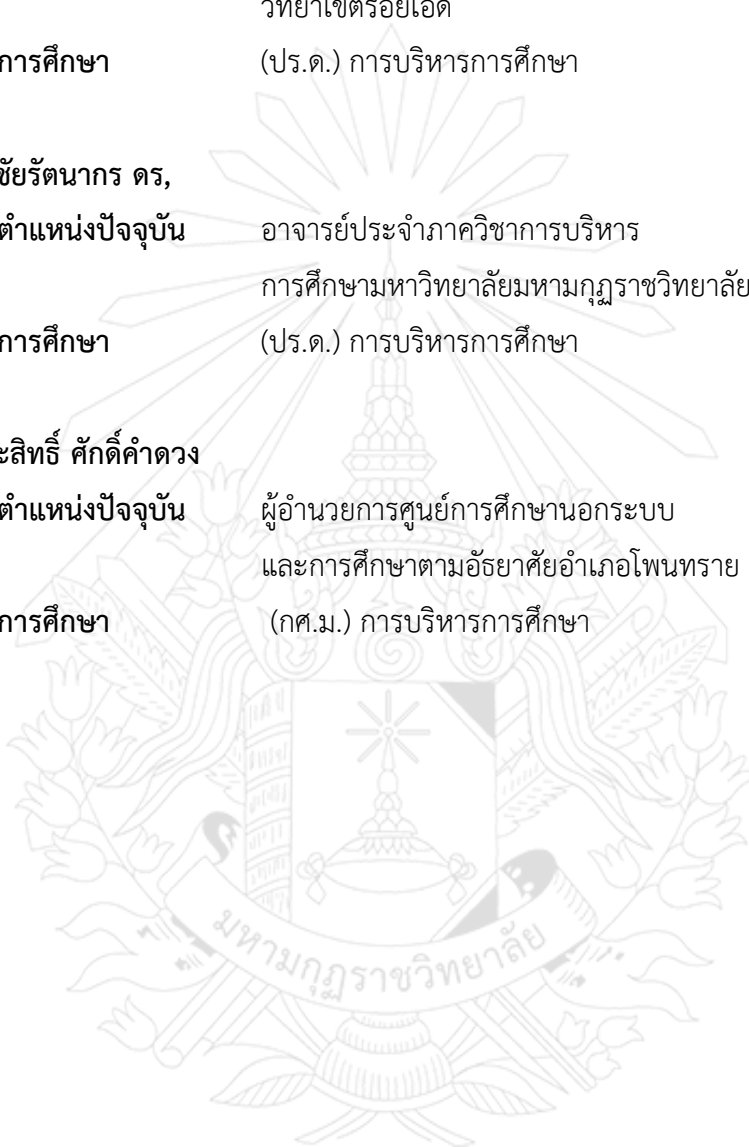 วิทยาเขตร้อยเอ็ด
การศึกษา (ปร.ด.) การบริหารการศึกษา
ชัยรัตนากร ดร,
ตำแหน่งปัจจุบัน อาจารย์ประจำภาควิชาการบริหาร
การศึกษามหาวิทยาลัยมหามกุฏราชวิทยาลัย
การศึกษา (ปร.ด.) การบริหารการศึกษา
ะสิทธิ์ ศักดิ์คำดวง
ตำแหน่งปัจจุบัน ผู้อำนวยการศูนย์การศึกษานอกระบบ
และการศึกษาตามอัธยาศัยอำเภอโพนทราย
การศึกษา (กศ.ม.) การบริหารการศึกษา
มหามกุฏราชวิทยาลัย